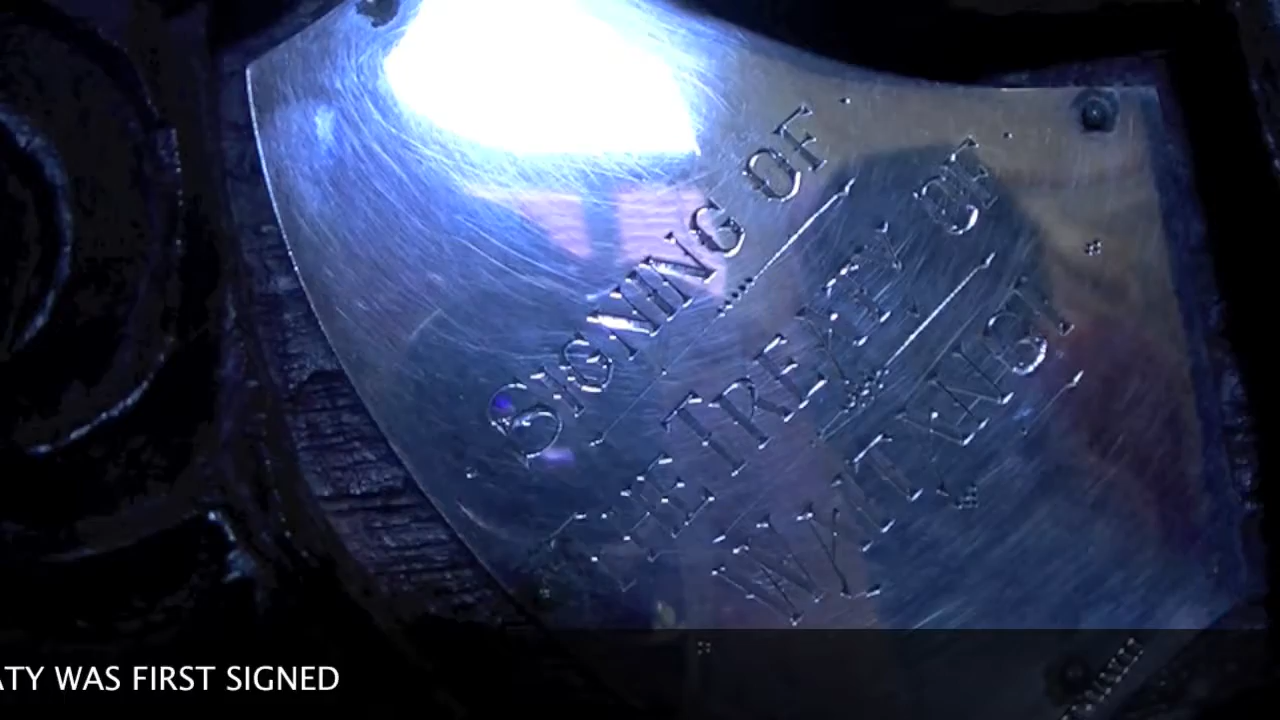 SIGNING OF
THE TREATY OF
WAITANGI
ATY WAS FIRST SIGNED